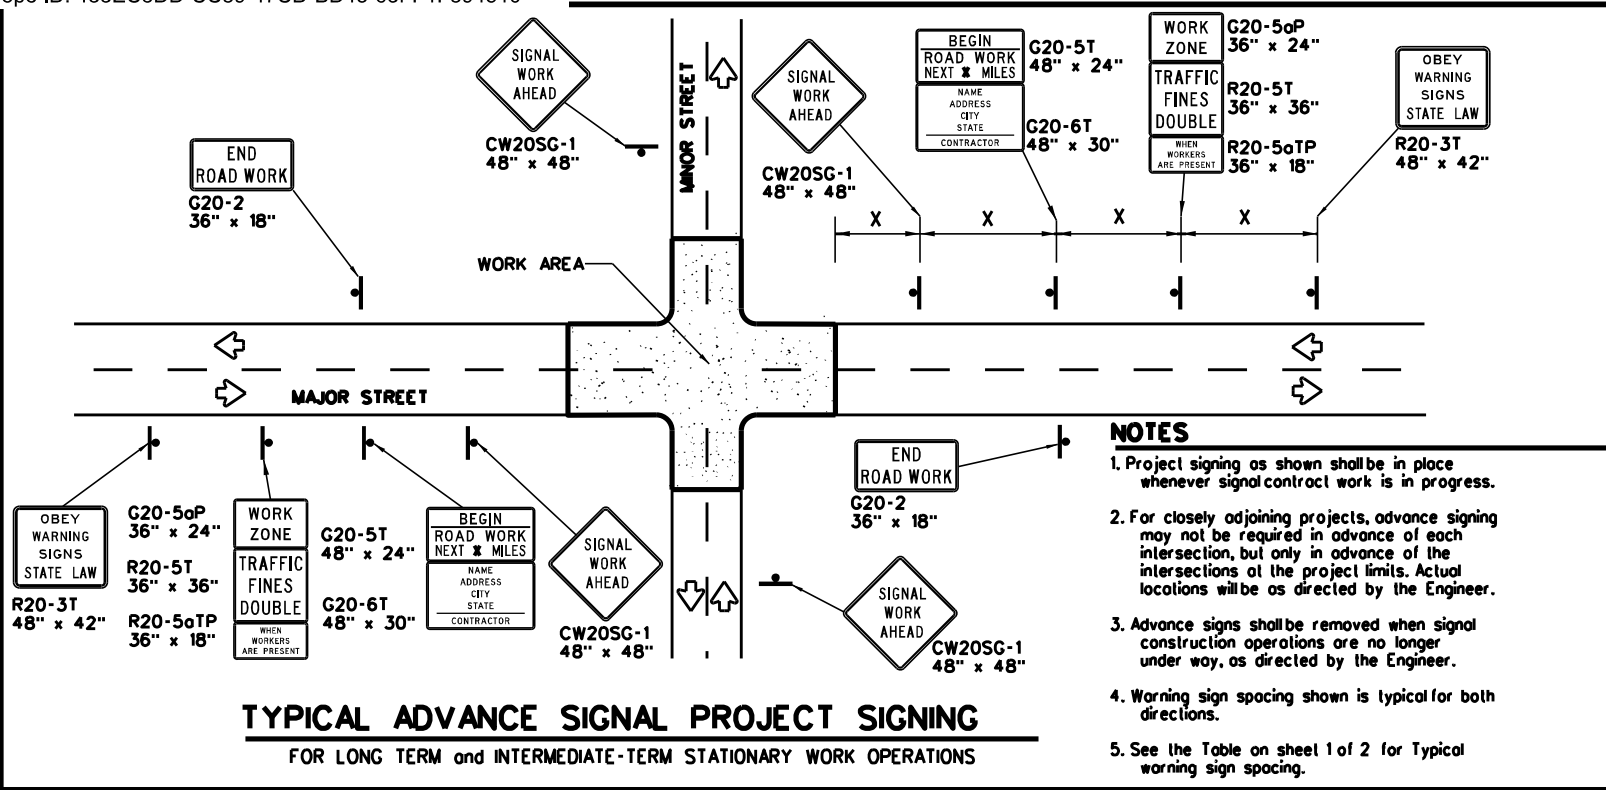 SIGNAL
WORK
AHEAD
CW20SG-1
48" x 48"
END
ROAD WORK
G20-2
36" x 18"
MINOR STREET
SIGNAL
WORK
AHEAD
CW20SG-1
48" x 48"
BEGIN
ROAD WORK
NEXT X MILES
NAME
ADDRESS
CITY
STATE
CONTRACTOR
G20-5T
48" x 24"
G20-6T
48" x 30"
WORK
ZONE
TRAFFIC
FINES
DOUBLE
WHEN
WORKERS
ARE PRESENT
G20-5aP
36" x 24"
R20-5T
36" x 36"
R20-5aTP
36" x 18"
OBEY
WARNING
SIGNS
STATE LAW
R20-3T
48" x 42"
X X X X
WORK AREA
MAJOR STREET
OBEY
WARNING
SIGNS
STATE LAW
R20-3T
48" x 42"
G20-5aP
36" x 24"
R20-5T
36" x 36"
R20-5aTP
36" x 18"
WORK
ZONE
TRAFFIC
FINES
DOUBLE
WHEN
WORKERS
ARE PRESENT
G20-5T
48" x 24"
G20-6T
48" x 30"
BEGIN
ROAD WORK
NEXT X MILES
NAME
ADDRESS
CITY
STATE
CONTRACTOR
SIGNAL
WORK
AHEAD
CW20SG-1
48" x 48"
END
ROAD WORK
G20-2
36" x 18"
SIGNAL
WORK
AHEAD
CW20SG-1
48" x 48"
TYPICAL ADVANCE SIGNAL PROJECT SIGNING
FOR LONG TERM and INTERMEDIATE-TERM STATIONARY WORK OPERATIONS
NOTES
1. Project signing as shown shall be in place
whenever signal contract work is in progress.
2. For closely adjoining projects, advance signing
may not be required in advance of each
intersection, but only in advance of the
intersections at the project limits. Actual
locations will be as directed by the Engineer.
3. Advance signs shall be removed when signal
construction operations are no longer
under way, as directed by the Engineer.
4. Warning sign spacing shown is typical for both
directions.
5. See the Table on sheet 1 of 2 for Typical
warning sign spacing.